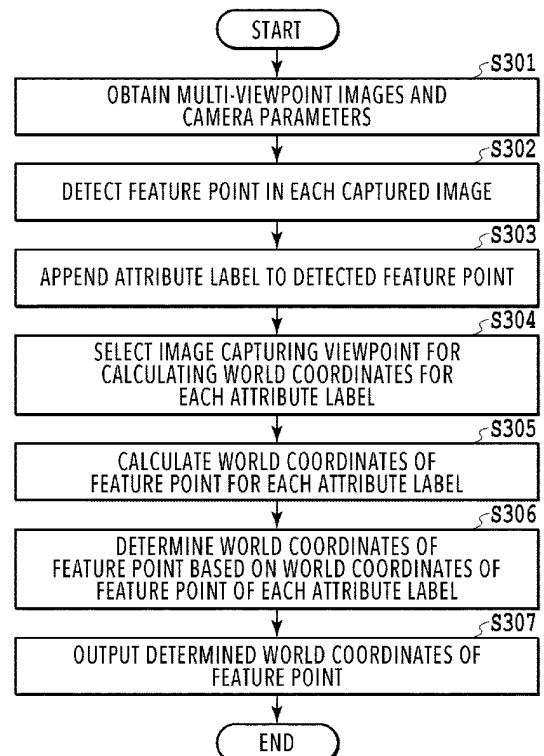 START
S301
OBTAIN MULTI-VIEWPOINT IMAGES AND
CAMERA PARAMETERS
S302
DETECT FEATURE POINT IN EACH CAPTURED IMAGE
S303
APPEND ATTRIBUTE LABEL TO DETECTED FEATURE POINT
S304
SELECT IMAGE CAPTURING VIEWPOINT FOR
CALCULATING WORLD COORDINATES FOR
EACH ATTRIBUTE LABEL
S305
CALCULATE WORLD COORDINATES OF
FEATURE POINT FOR EACH ATTRIBUTE LABEL
S306
DETERMINE WORLD COORDINATES OF
FEATURE POINT BASED ON WORLD COORDINATES OF
FEATURE POINT OF EACH ATTRIBUTE LABEL
S307
OUTPUT DETERMINED WORLD COORDINATES OF
FEATURE POINT
END